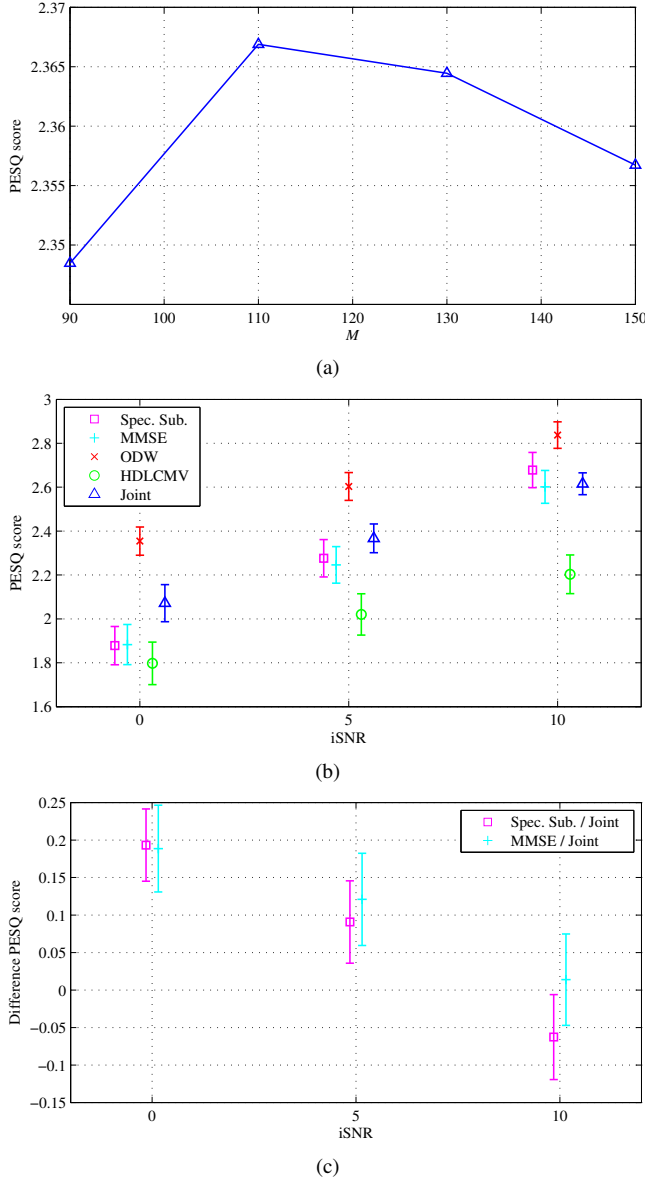 2.365
2.36
2.355
2.35
PESQ score
90
100
110
120
130
140
150
M
(a)
3
2.8
2.6
2.4
2.2
2
1.8
1.6
PESQ score
Spec. Sub.
MMSE
ODW
HDLCMV
Joint
0
5
10
iSNR
(b)
0.25
0.2
0.15
0.1
0.05
0
−0.05
−0.1
−0.15
Difference PESQ score
Spec. Sub. / Joint
MMSE / Joint
0
5
10
iSNR
(c)